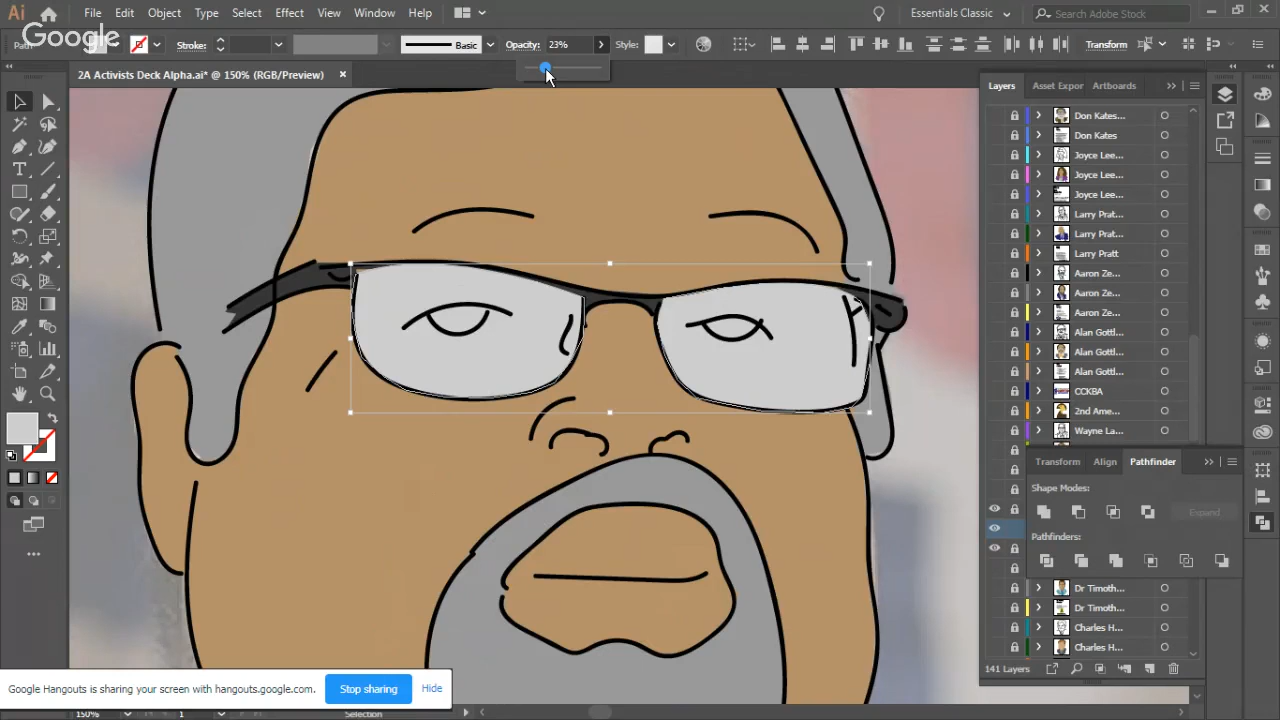 Ai File Edit Object Type Select Effect View Window Help Essentials Classic Search Adobe Stock
Google
Path Stroke: Basic Opacity: 23% Style: Transform
2A Activists Deck Alpha.ai* @ 150% (RGB/Preview)
Layers Asset Expor Artboards
Don Kates...
Don Kates
Joyce Lee...
Joyce Lee...
Joyce Lee...
Larry Prat...
Larry Prat...
Larry Pratt
Aaron Ze...
Aaron Ze...
Aaron Ze...
Alan Gottl...
Alan Gottl...
Alan Gottl...
CCKBA
2nd Ame...
Wayne La...
Transform Align Pathfinder
Shape Modes:
Expand
Pathfinders:
Dr Timoth...
Dr Timoth...
Charles H...
Charles H...
141 Layers
Google Hangouts is sharing your screen with hangouts.google.com. Stop sharing Hide
150% 1 Selection